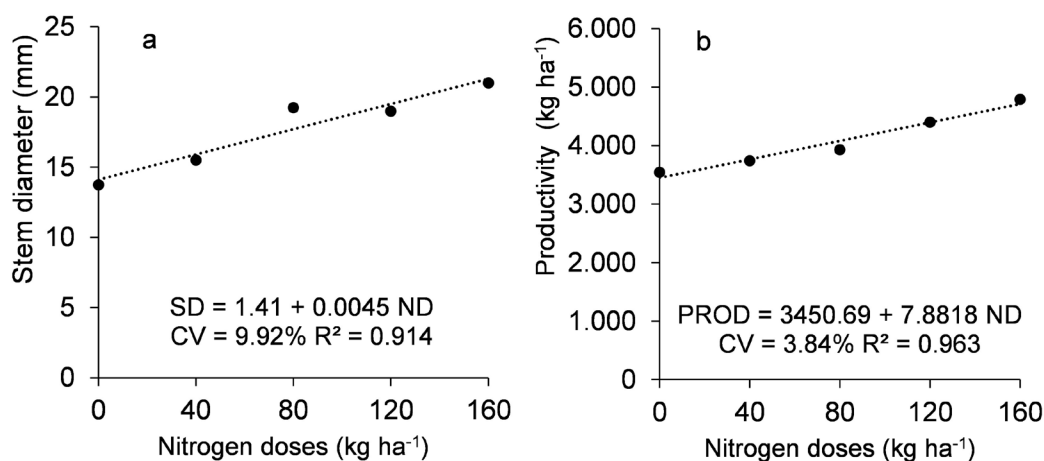 a
Stem diameter (mm)
25
20
15
10
5
0
SD = 1.41 + 0.0045 ND
CV = 9.92% R² = 0.914
0 40 80 120 160
Nitrogen doses (kg ha⁻¹)
b
Productivity (kg ha⁻¹)
6.000
5.000
4.000
3.000
2.000
1.000
0
PROD = 3450.69 + 7.8818 ND
CV = 3.84% R² = 0.963
0 40 80 120 160
Nitrogen doses (kg ha⁻¹)